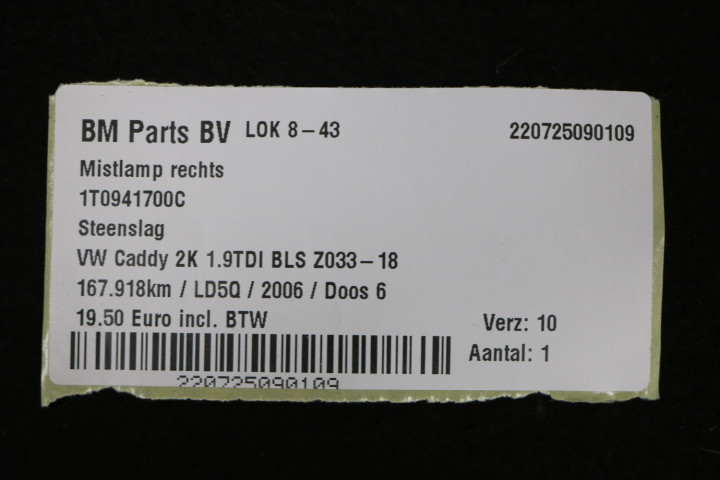 BM Parts BV LOK 8-43 220725090109
Mistlamp rechts
1T0941700C
Steenslag
VW Caddy 2K 1.9TDI BLS Z033-18
167.918km / LD5Q / 2006 / Doos 6
19.50 Euro incl. BTW Verz: 10
Aantal: 1
220725090109